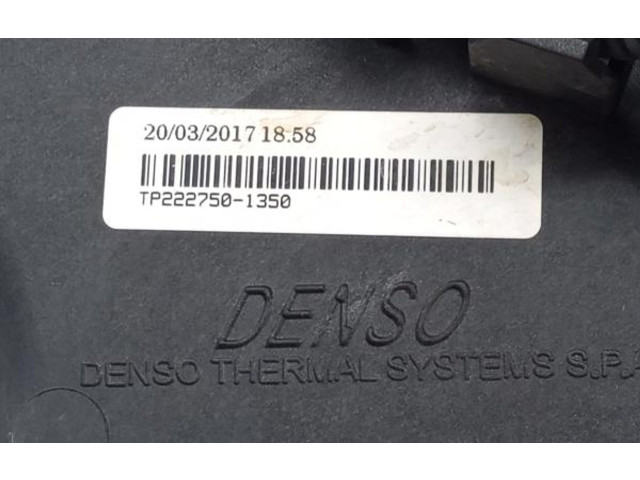 20/03/2017 18.58
TP222750-1350
DENSO
DENSO THERMAL SYSTEMS S.P.A